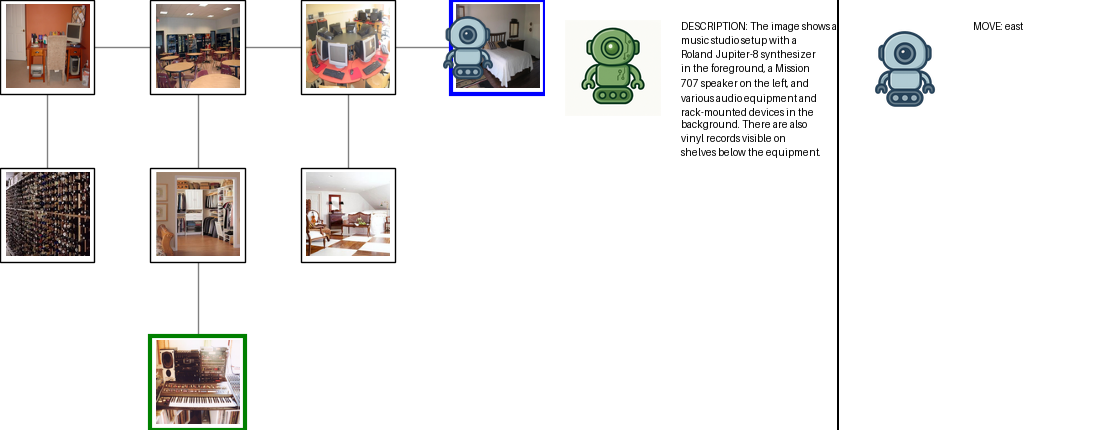 DESCRIPTION: The image shows a
music studio setup with a
Roland Jupiter-8 synthesizer
in the foreground, a Mission
707 speaker on the left, and
various audio equipment and
rack-mounted devices in the
background. There are also
vinyl records visible on
shelves below the equipment.
MOVE: east